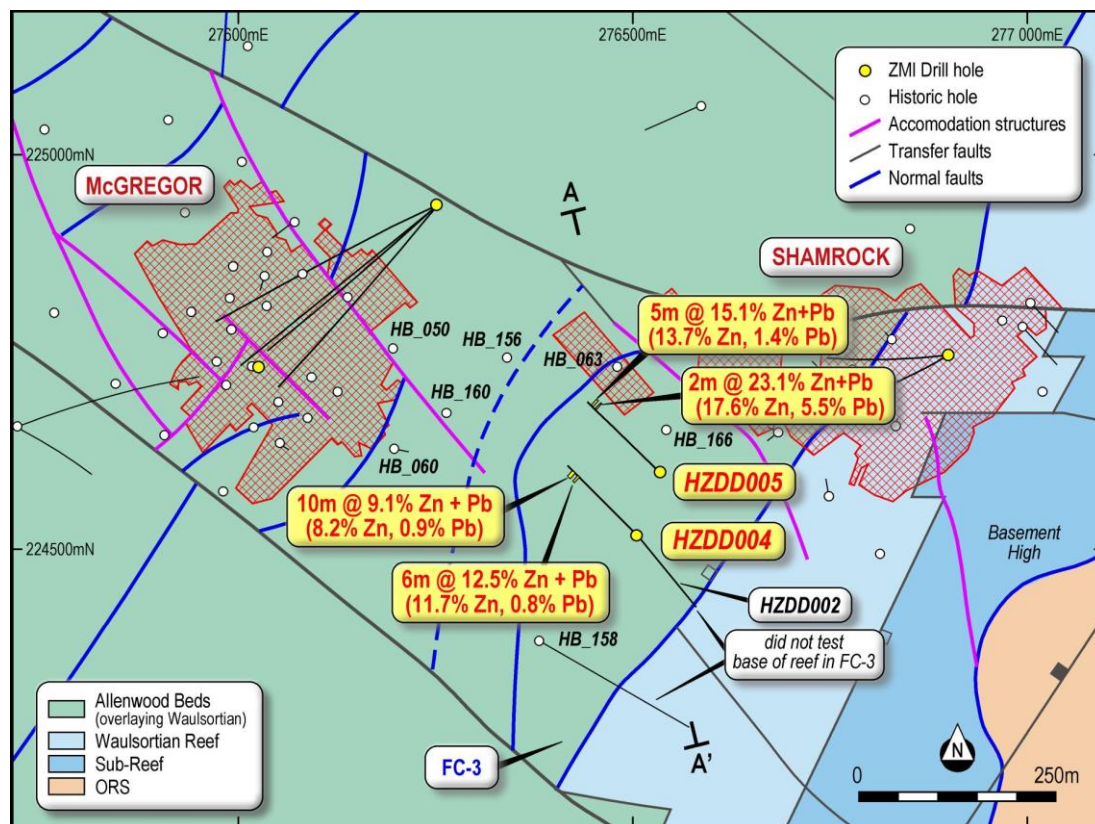 27600mE
276500mE
277 000mE
225000mN
224500mN
ZMI Drill hole
Historic hole
Accomodation structures
Transfer faults
Normal faults
McGREGOR
A
SHAMROCK
5m @ 15.1% Zn+Pb
(13.7% Zn, 1.4% Pb)
HB_050
HB_156
HB_063
2m @ 23.1% Zn+Pb
(17.6% Zn, 5.5% Pb)
HB_160
HB_166
HB_060
HZDD005
10m @ 9.1% Zn + Pb
(8.2% Zn, 0.9% Pb)
HZDD004
Basement
High
6m @ 12.5% Zn + Pb
(11.7% Zn, 0.8% Pb)
HZDD002
HB_158
did not test
base of reef in FC-3
Allenwood Beds
(overlaying Waulsortian)
Waulsortian Reef
Sub-Reef
ORS
FC-3
A'
N
0
250m